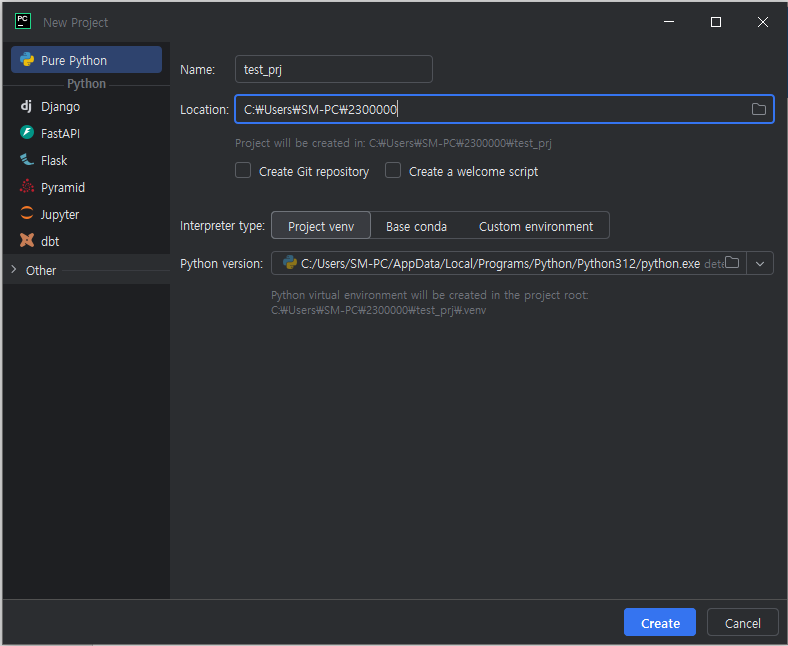 PC
New Project
Pure Python
Python
dj Django
FastAPI
Flask
Pyramid
Jupyter
dbt
Other
Name: test_prj
Location: C:₩Users₩SM-PC₩2300000
Project will be created in: C:₩Users₩SM-PC₩2300000₩test_prj
Create Git repository Create a welcome script
Interpreter type: Project venv Base conda Custom environment
Python version: C:/Users/SM-PC/AppData/Local/Programs/Python/Python312/python.exe dete
Python virtual environment will be created in the project root:
C:₩Users₩SM-PC₩2300000₩test_prj₩.venv
Create Cancel